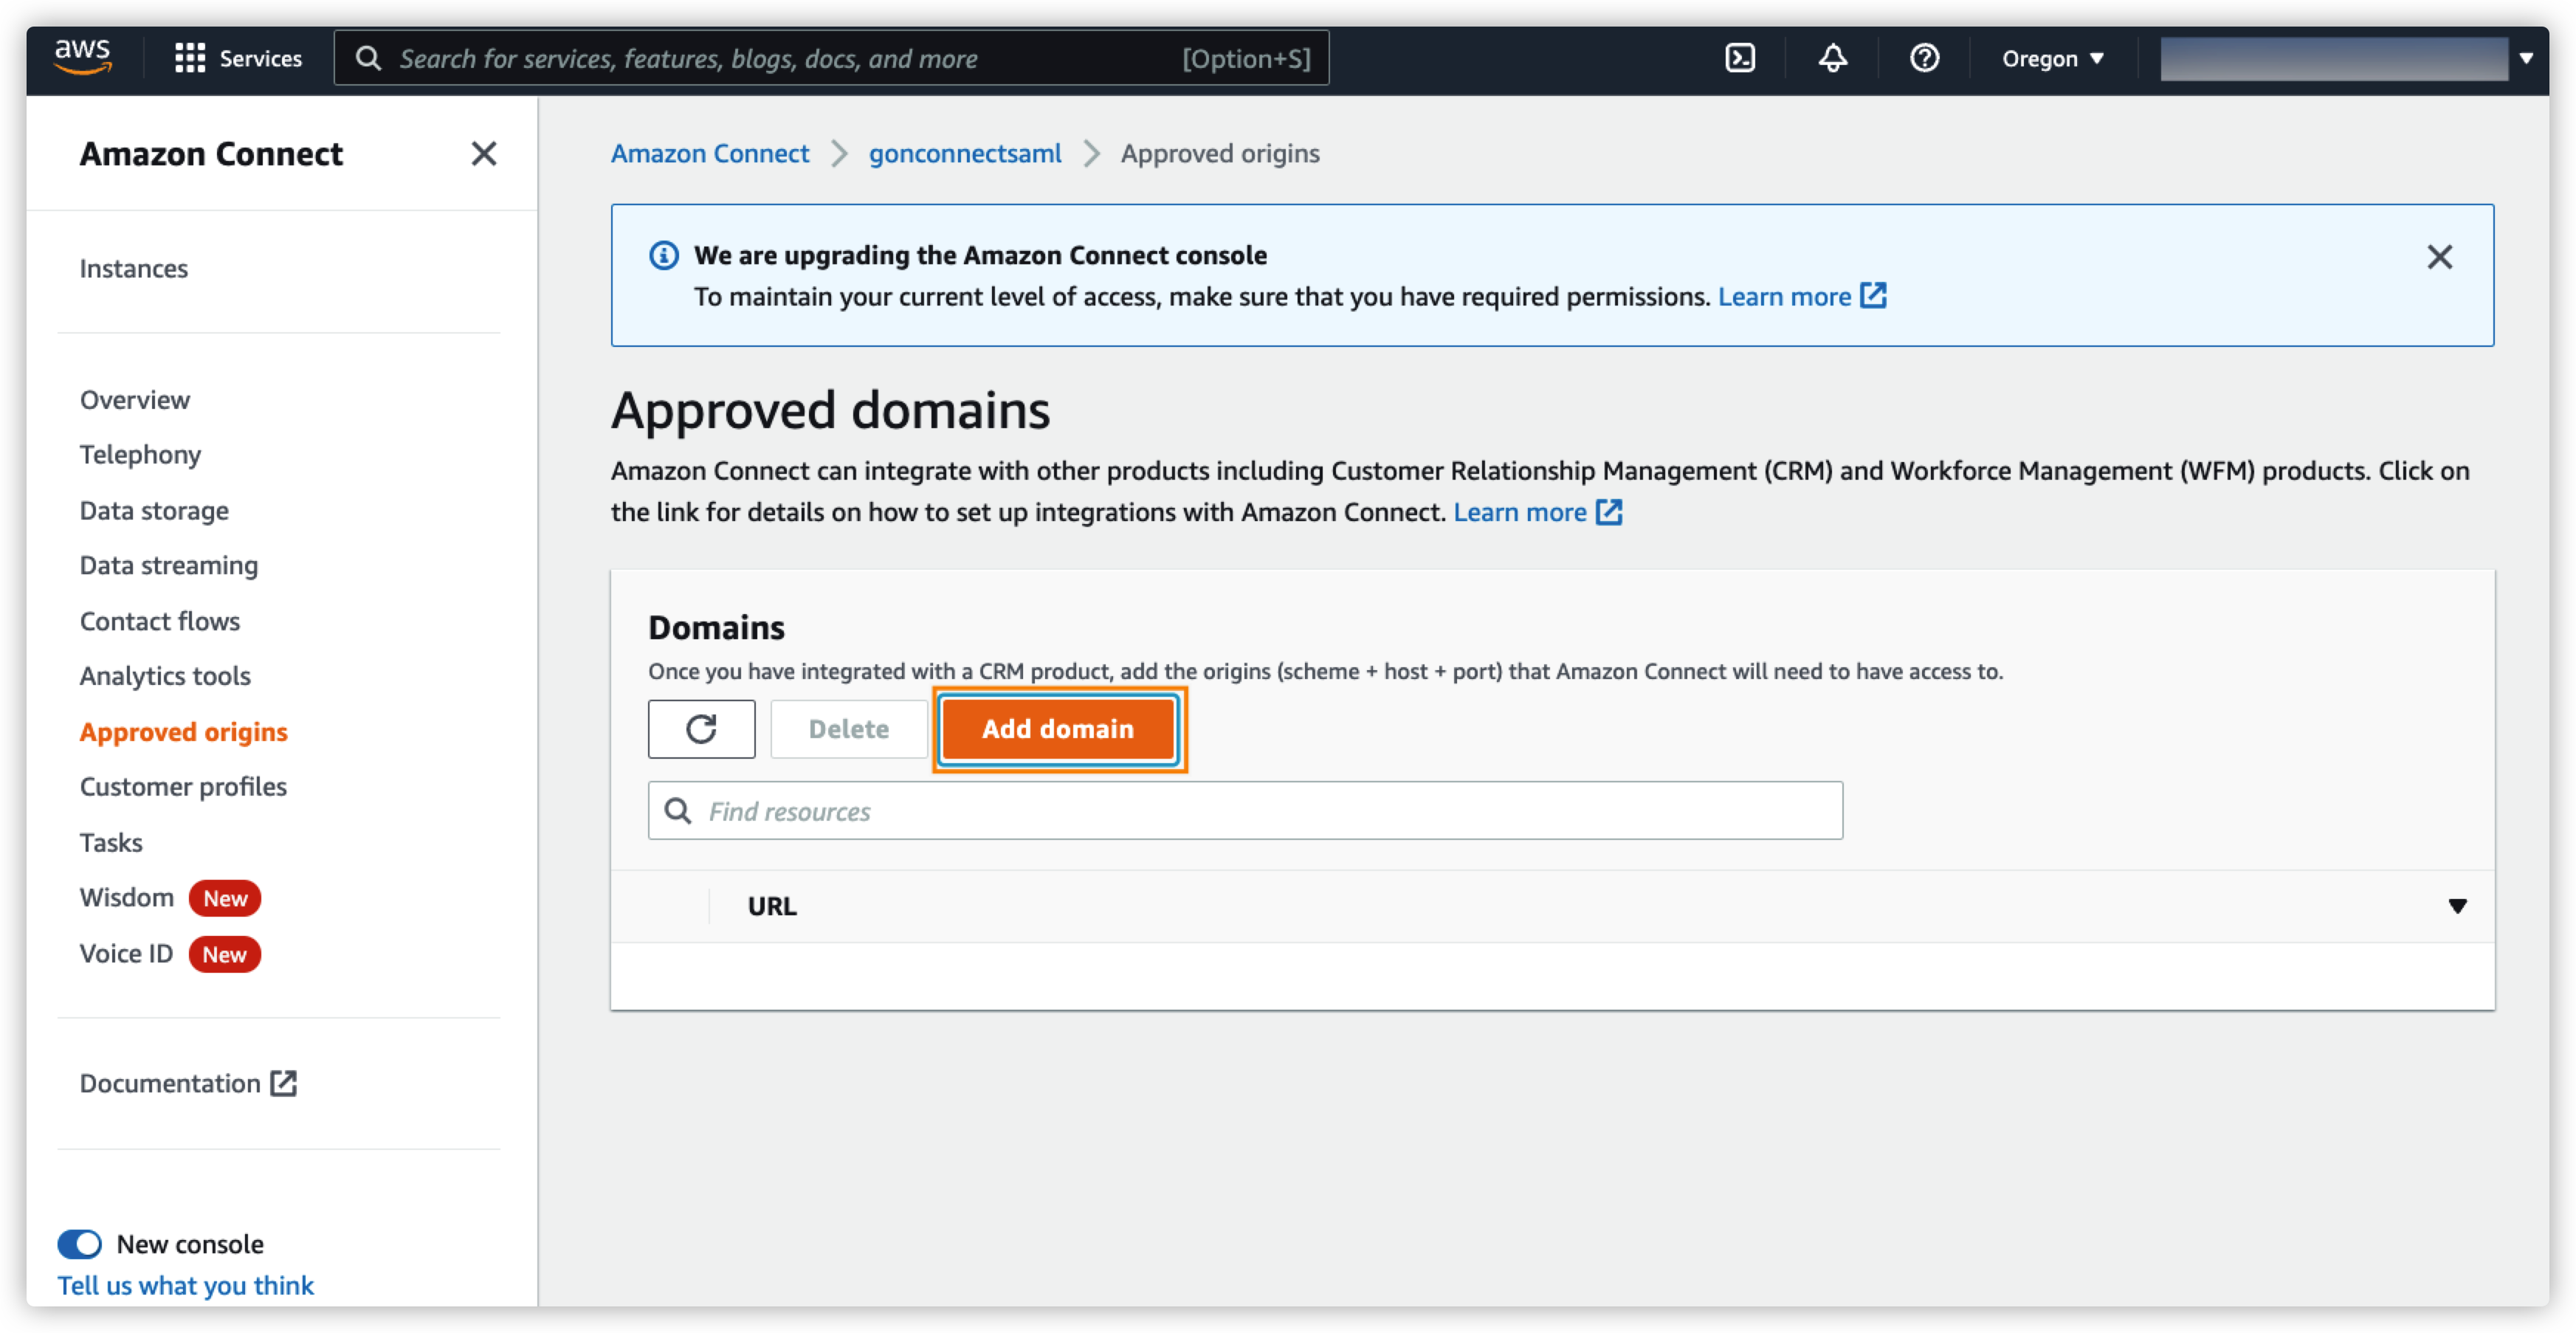 aws
Services
Search for services, features, blogs, docs, and more [Option+S]
Oregon
Amazon Connect
Instances
Overview
Telephony
Data storage
Data streaming
Contact flows
Analytics tools
Approved origins
Customer profiles
Tasks
Wisdom New
Voice ID New
Documentation
New console
Tell us what you think
Amazon Connect > gonconnectsaml > Approved origins
We are upgrading the Amazon Connect console
To maintain your current level of access, make sure that you have required permissions. Learn more
Approved domains
Amazon Connect can integrate with other products including Customer Relationship Management (CRM) and Workforce Management (WFM) products. Click on
the link for details on how to set up integrations with Amazon Connect. Learn more
Domains
Once you have integrated with a CRM product, add the origins (scheme + host + port) that Amazon Connect will need to have access to.
Delete Add domain
Find resources
URL